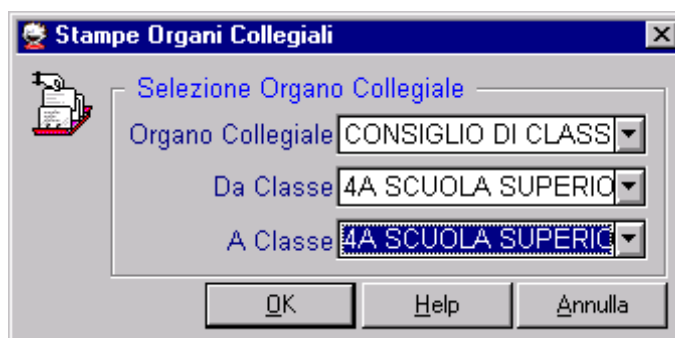 Stampe Organi Collegiali
Selezione Organo Collegiale
Organo Collegiale CONSIGLIO DI CLASS
Da Classe 4A SCUOLA SUPERIO
A Classe 4A SCUOLA SUPERIO
OK Help Annulla